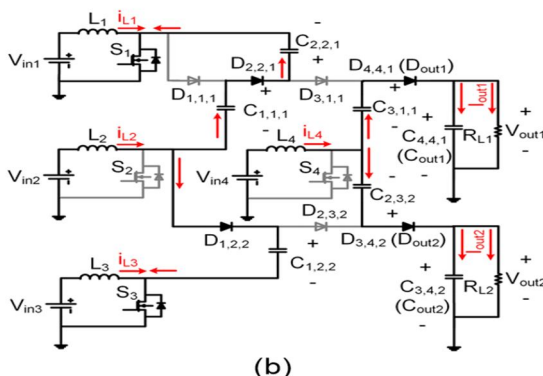 L1 iL1
S1
Vin1
-
C2,2,1
+
D2,2,1
D1,1,1
D3,1,1
D4,4,1 (Dout1)
+
C1,1,1
-
+
C3,1,1
-
+
C4,4,1
(Cout1)
-
RL1
Iout1
+
Vout1
-
L2 iL2
S2
Vin2
L4 iL4
S4
Vin4
-
C2,3,2
+
D1,2,2
D2,3,2
D3,4,2 (Dout2)
+
C1,2,2
-
L3
iL3
S3
Vin3
+
C3,4,2
(Cout2)
-
RL2
Iout2
+
Vout2
-
(b)